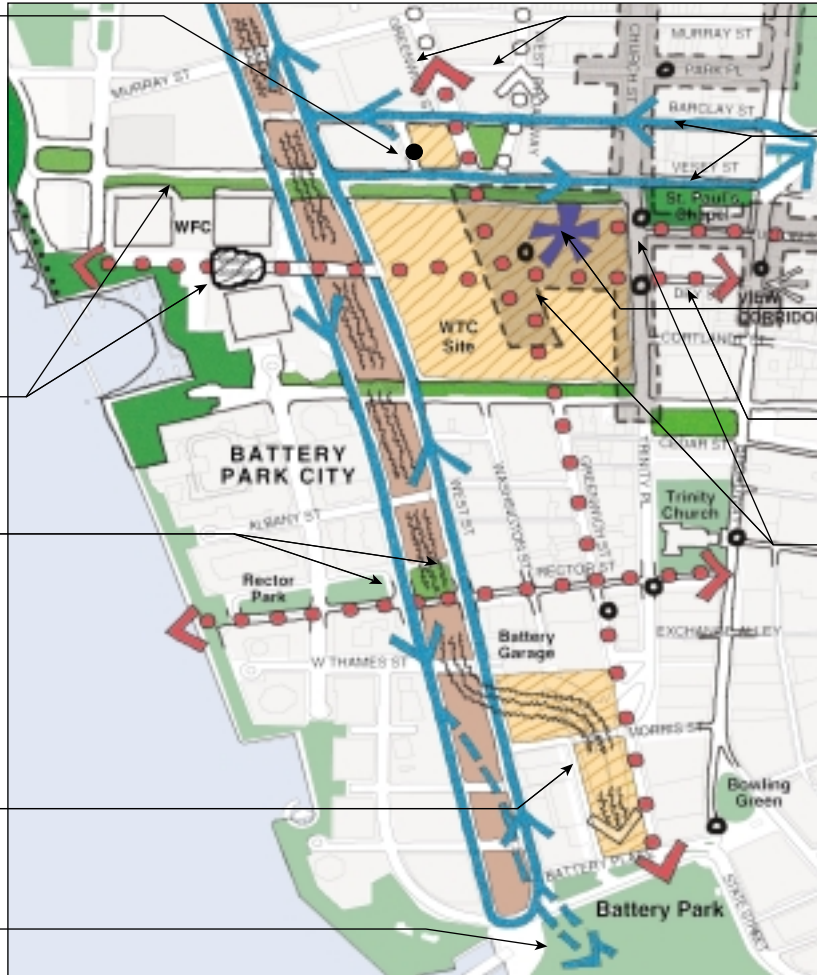 GREENWICH ST
WEST BROADWAY
CHURCH ST
MURRAY ST
PARK PL
MURRAY ST
BARCLAY ST
VESEY ST
St. Paul's
Chapel
WFC
DEY ST
VIEW
CORRIDOR
WTC
Site
CORTLANDT ST
BATTERY
PARK CITY
CEDAR ST
WEST ST
WASHINGTON ST
GREENWICH ST
TRINITY PL
Trinity
Church
ALBANY ST
RECTOR ST
Rector
Park
EXCHANGE ALLEY
Battery
Garage
W THAMES ST
MORRIS ST
Bowling
Green
BATTERY PLACE
Battery Park
STATE STREET